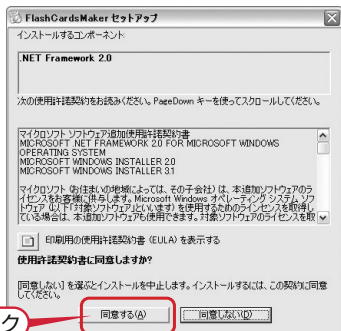 FlashCardsMaker セットアップ
インストールするコンポーネント:
.NET Framework 2.0
次の使用許諾契約をお読みください。PageDown キーを使ってスクロールしてください。
マイクロソフト ソフトウェア追加使用許諾契約書
MICROSOFT .NET FRAMEWORK 2.0 FOR MICROSOFT WINDOWS
OPERATING SYSTEM
MICROSOFT WINDOWS INSTALLER 2.0
MICROSOFT WINDOWS INSTALLER 3.1
マイクロソフト (お住まいの地域によっては、その子会社) は、本追加ソフトウェアのラ
イセンスをお客様に供与します。Microsoft Windows オペレーティング システム ソフ
トウェア (以下「対象ソフトウェア」といいます) を使用するためのライセンスを取得し
ている場合は、本追加ソフトウェアも使用できます。対象ソフトウェアのライセンスを取
印刷用の使用許諾契約書 (EULA) を表示する
使用許諾契約書に同意しますか?
[同意しない] を選ぶとインストールを中止します。インストールするには、この契約に同意
してください。
ク
同意する(A)
同意しない(D)